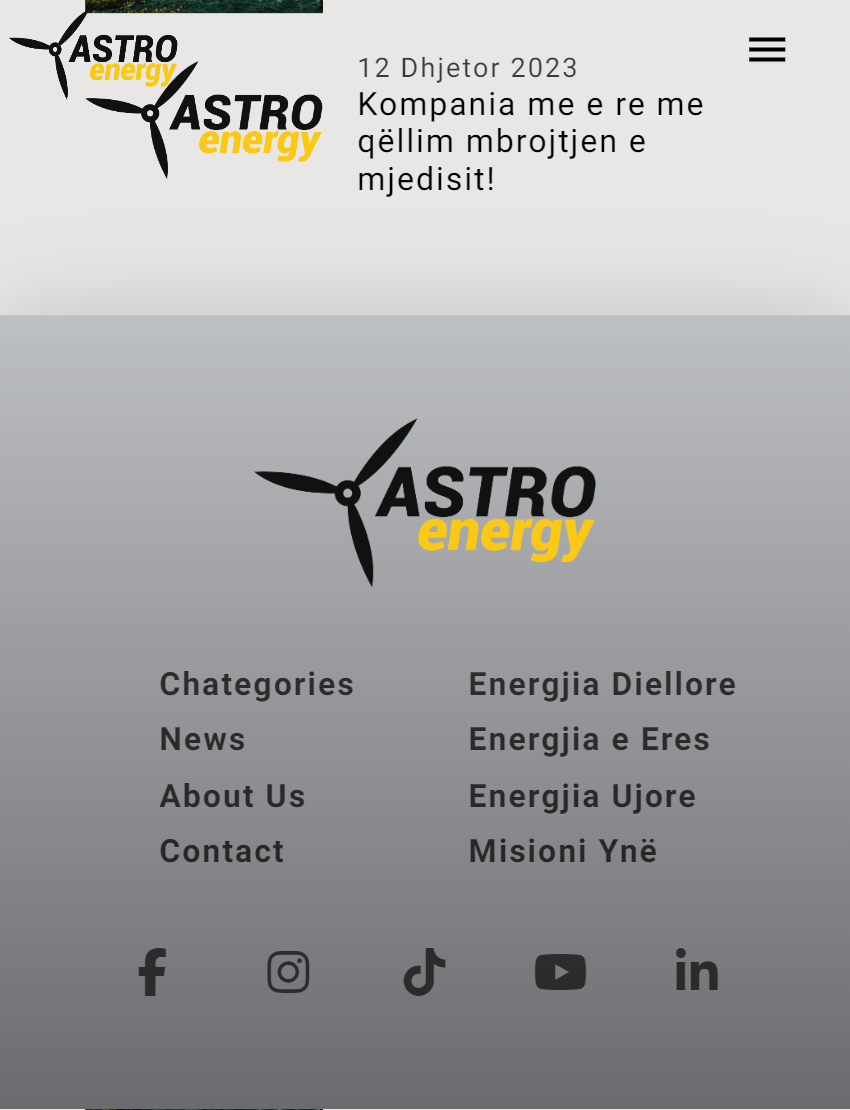 ASTRO
energy
ASTRO
energy
12 Dhjetor 2023
Kompania me e re me
qëllim mbrojtjen e
mjedisit!
ASTRO
energy
Chategories
News
About Us
Contact
Energjia Diellore
Energjia e Eres
Energjia Ujore
Misioni Ynë